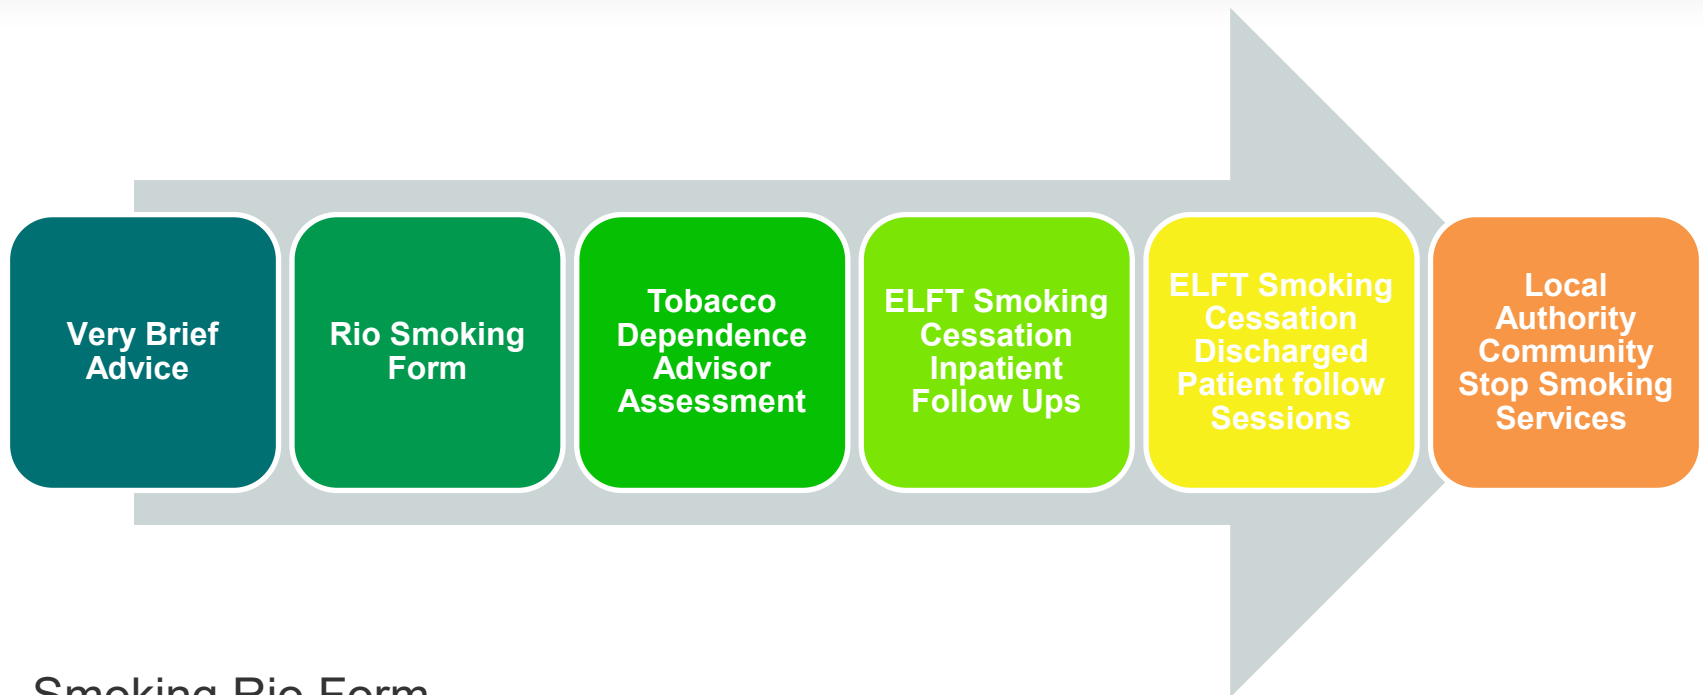 Very Brief
Advice
Rio Smoking
Form
Tobacco
Dependence
Advisor
Assessment
ELFT Smoking
Cessation
Inpatient
Follow Ups
ELFT Smoking
Cessation
Discharged
Patient follow
Sessions
Local
Authority
Community
Stop Smoking
Services
Smoking Rio Form